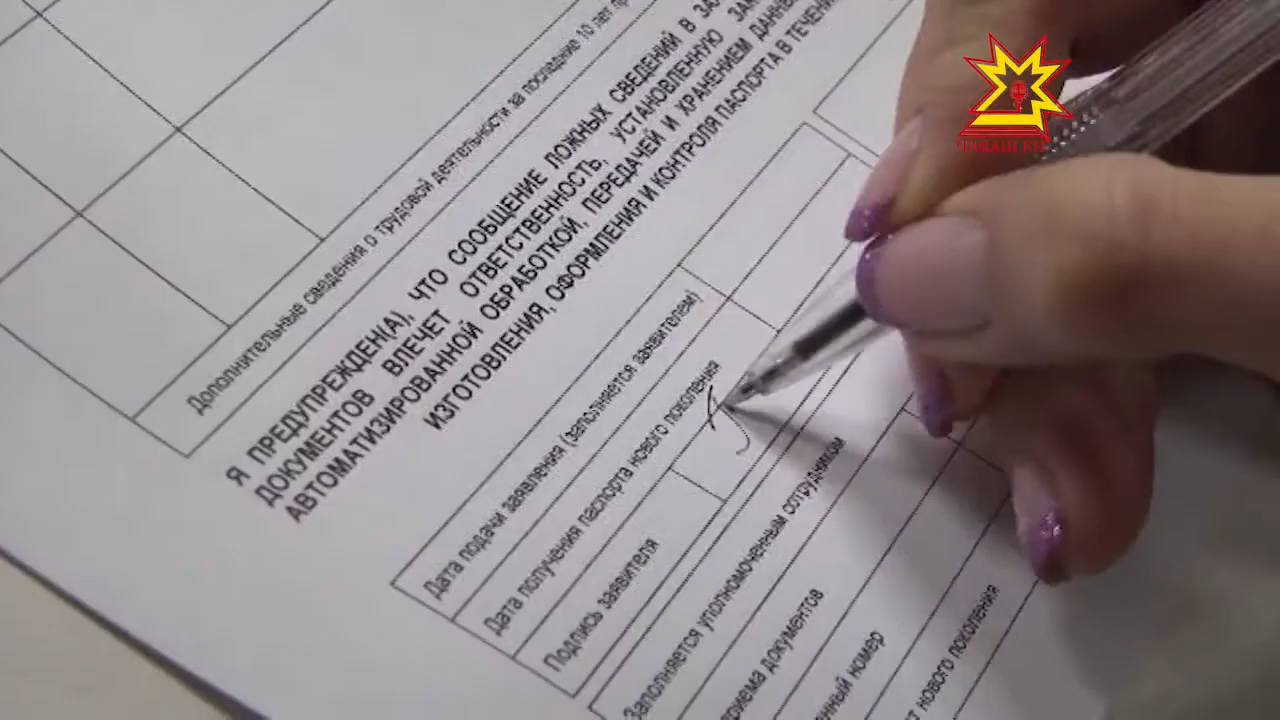 Дополнительные сведения о трудовой деятельности за последние 10 лет
Я ПРЕДУПРЕЖДЕН(А), ЧТО СООБЩЕНИЕ ЛОЖНЫХ СВЕДЕНИЙ В
ДОКУМЕНТОВ ВЛЕЧЕТ ОТВЕТСТВЕННОСТЬ, УСТАНОВЛЕННУЮ
АВТОМАТИЗИРОВАННОЙ ОБРАБОТКОЙ, ПЕРЕДАЧЕЙ И ХРАНЕНИЕМ
ИЗГОТОВЛЕНИЯ, ОФОРМЛЕНИЯ И КОНТРОЛЯ ПАСПОРТА В
Дата подачи заявления (заполняется заявителем)
Дата получения паспорта нового поколения
Подпись заявителя
Заполняется уполномоченным сотрудником
документов
номер
нового поколения